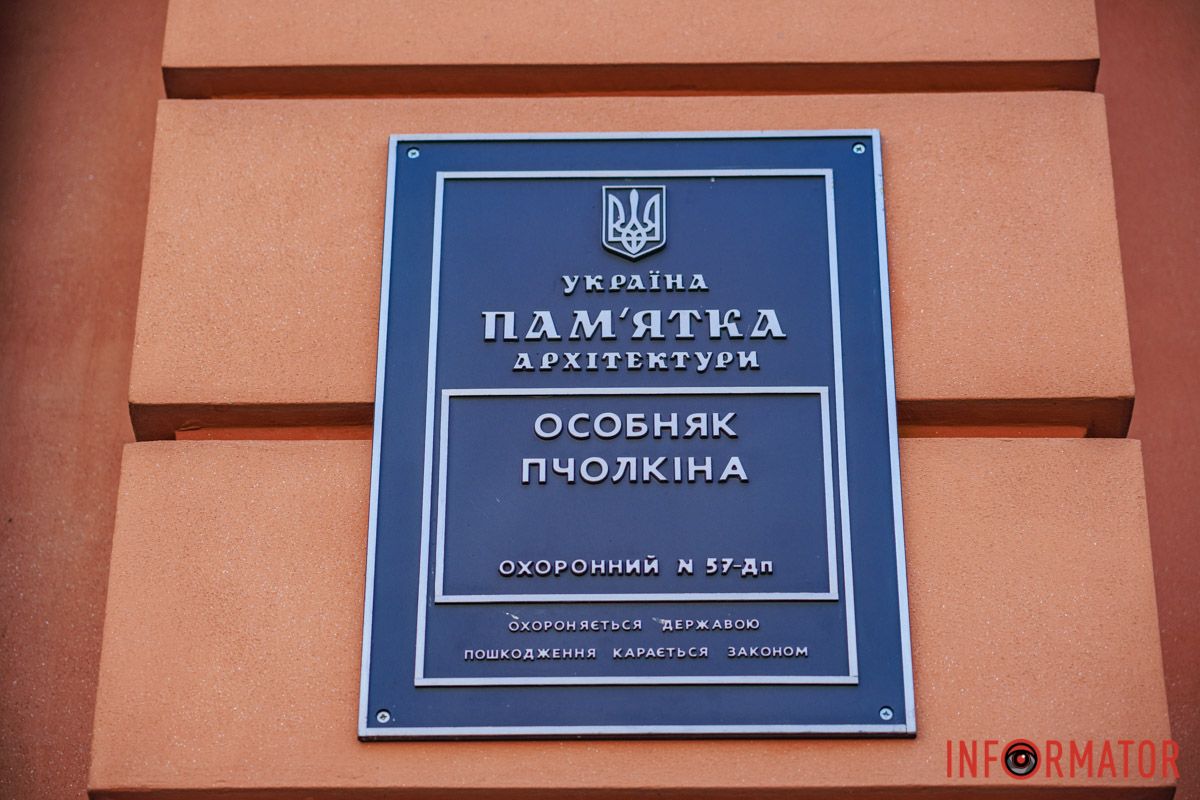 УКРАЇНА
ПАМ'ЯТКА
АРХІТЕКТУРИ
ОСОБНЯК
ПЧОЛКІНА
ОХОРОННИЙ N 57-Дп
ОХОРОНЯЄТЬСЯ ДЕРЖАВОЮ
ПОШКОДЖЕННЯ КАРАЄТЬСЯ ЗАКОНОМ
INFORMATOR